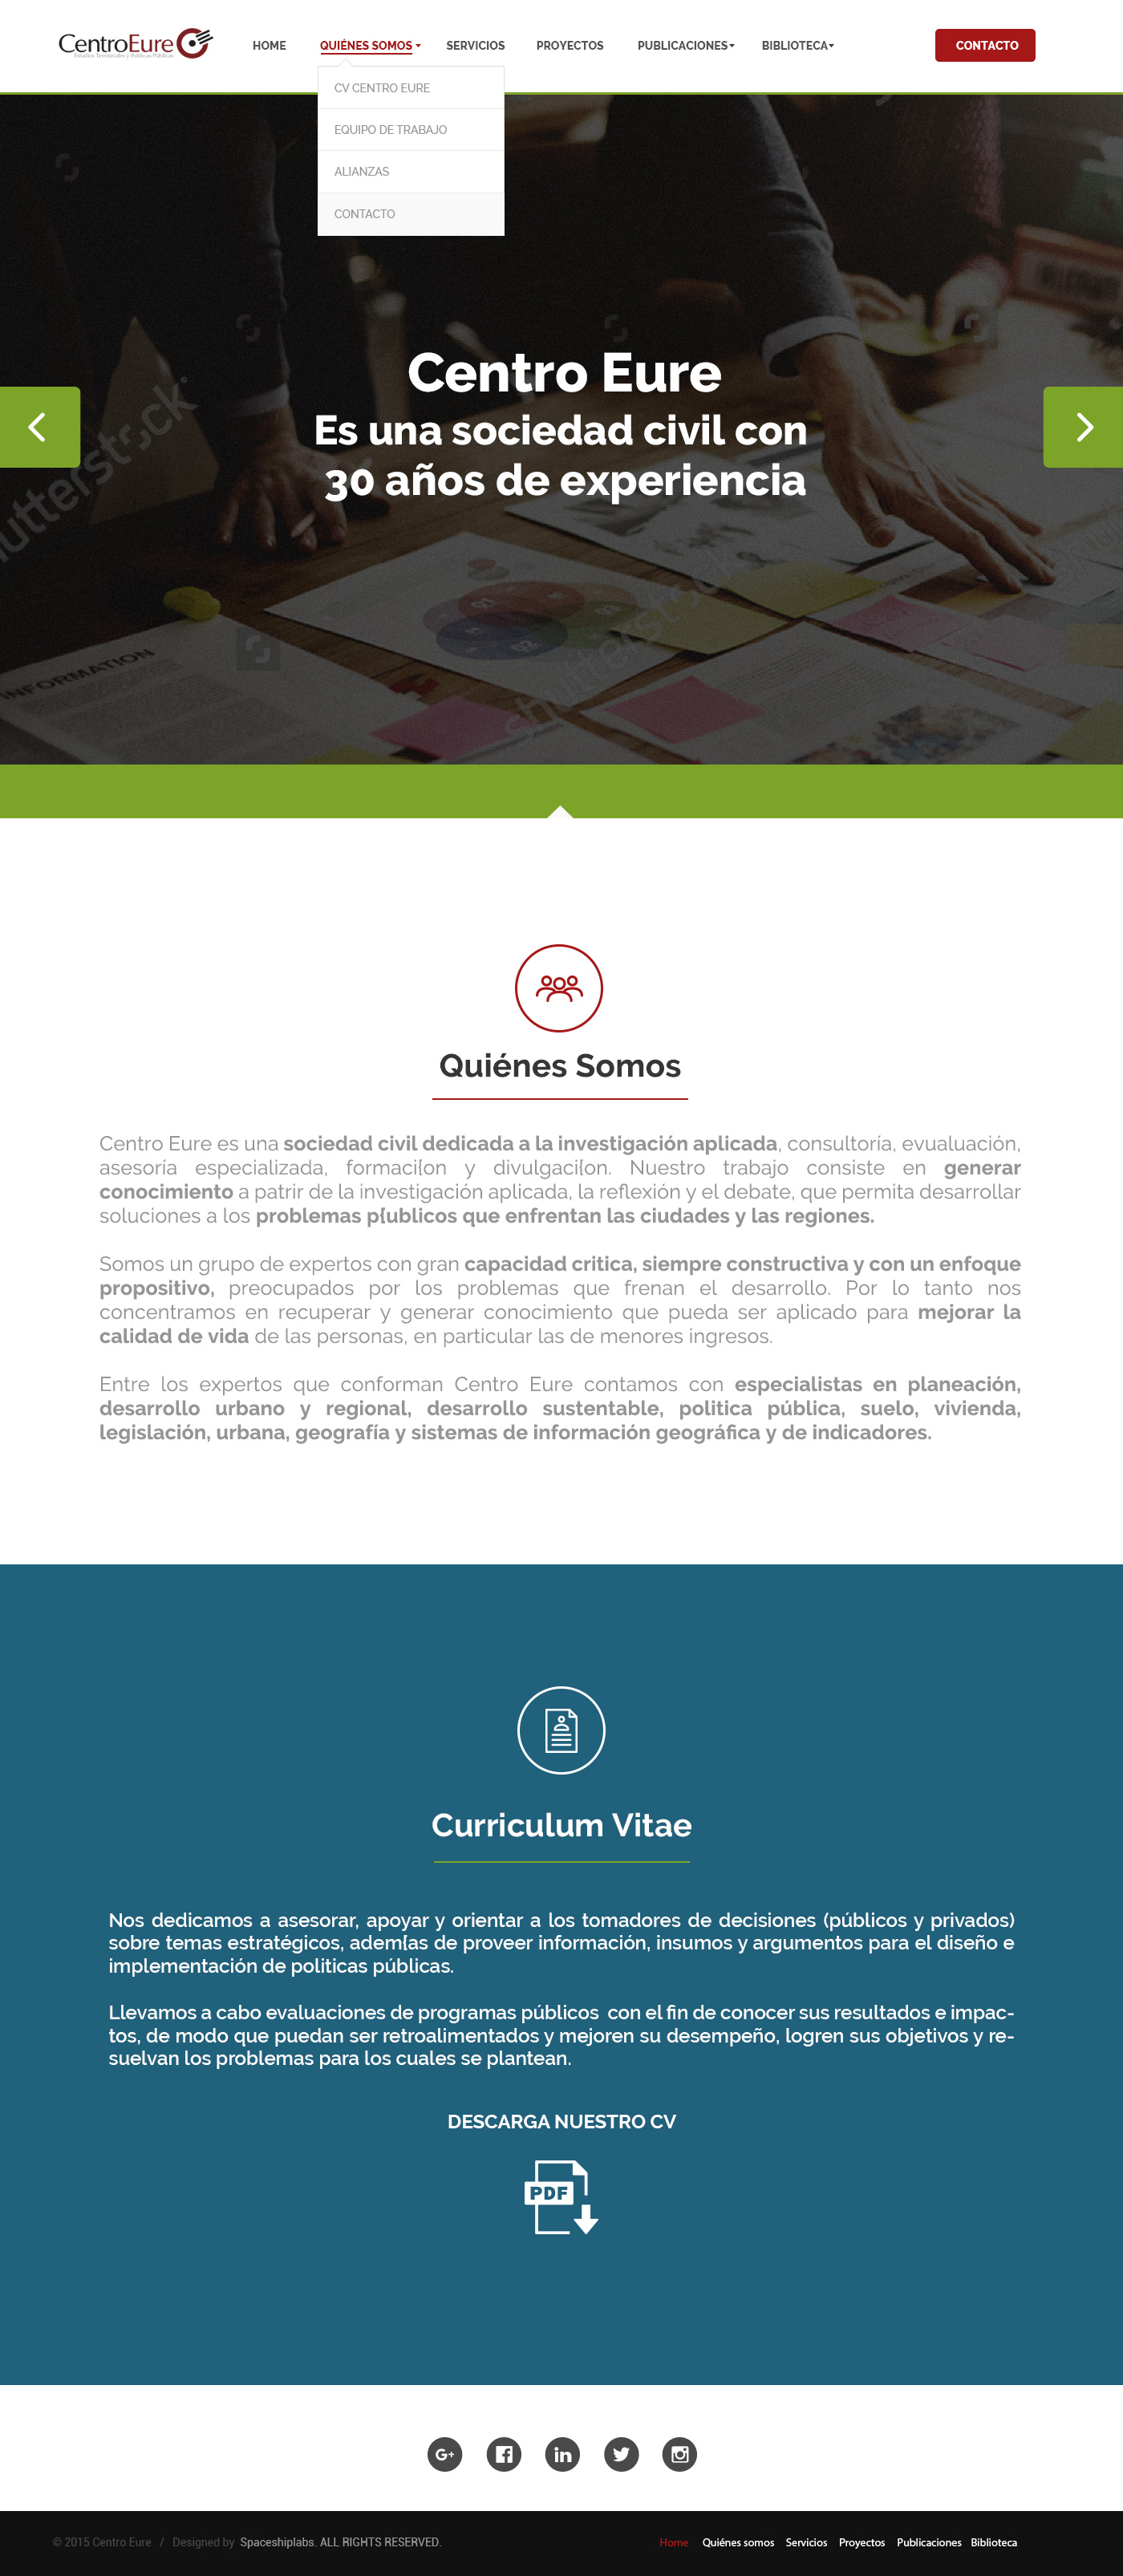 CentroEure
Estudios Territoriales y Políticas Públicas
HOME
QUIÉNES SOMOS
SERVICIOS
PROYECTOS
PUBLICACIONES
BIBLIOTECA
CONTACTO
CV CENTRO EURE
EQUIPO DE TRABAJO
ALIANZAS
CONTACTO
Centro Eure
Es una sociedad civil con
30 años de experiencia
INFORMATION
Quiénes Somos
Centro Eure es una sociedad civil dedicada a la investigación aplicada, consultoría, evualuación,
asesoría especializada, formaci{on y divulgaci{on. Nuestro trabajo consiste en generar
conocimiento a patrir de la investigación aplicada, la reflexión y el debate, que permita desarrollar
soluciones a los problemas p{ublicos que enfrentan las ciudades y las regiones.
Somos un grupo de expertos con gran capacidad critica, siempre constructiva y con un enfoque
propositivo, preocupados por los problemas que frenan el desarrollo. Por lo tanto nos
concentramos en recuperar y generar conocimiento que pueda ser aplicado para mejorar la
calidad de vida de las personas, en particular las de menores ingresos.
Entre los expertos que conforman Centro Eure contamos con especialistas en planeación,
desarrollo urbano y regional, desarrollo sustentable, politica pública, suelo, vivienda,
legislación, urbana, geografía y sistemas de información geográfica y de indicadores.
Curriculum Vitae
Nos dedicamos a asesorar, apoyar y orientar a los tomadores de decisiones (públicos y privados)
sobre temas estratégicos, adem{as de proveer información, insumos y argumentos para el diseño e
implementación de politicas públicas.
Llevamos a cabo evaluaciones de programas públicos  con el fin de conocer sus resultados e impac-
tos, de modo que puedan ser retroalimentados y mejoren su desempeño, logren sus objetivos y re-
suelvan los problemas para los cuales se plantean.
DESCARGA NUESTRO CV
PDF
© 2015 Centro Eure / Designed by Spaceshiplabs. ALL RIGHTS RESERVED.
Home Quiénes somos Servicios Proyectos Publicaciones Biblioteca